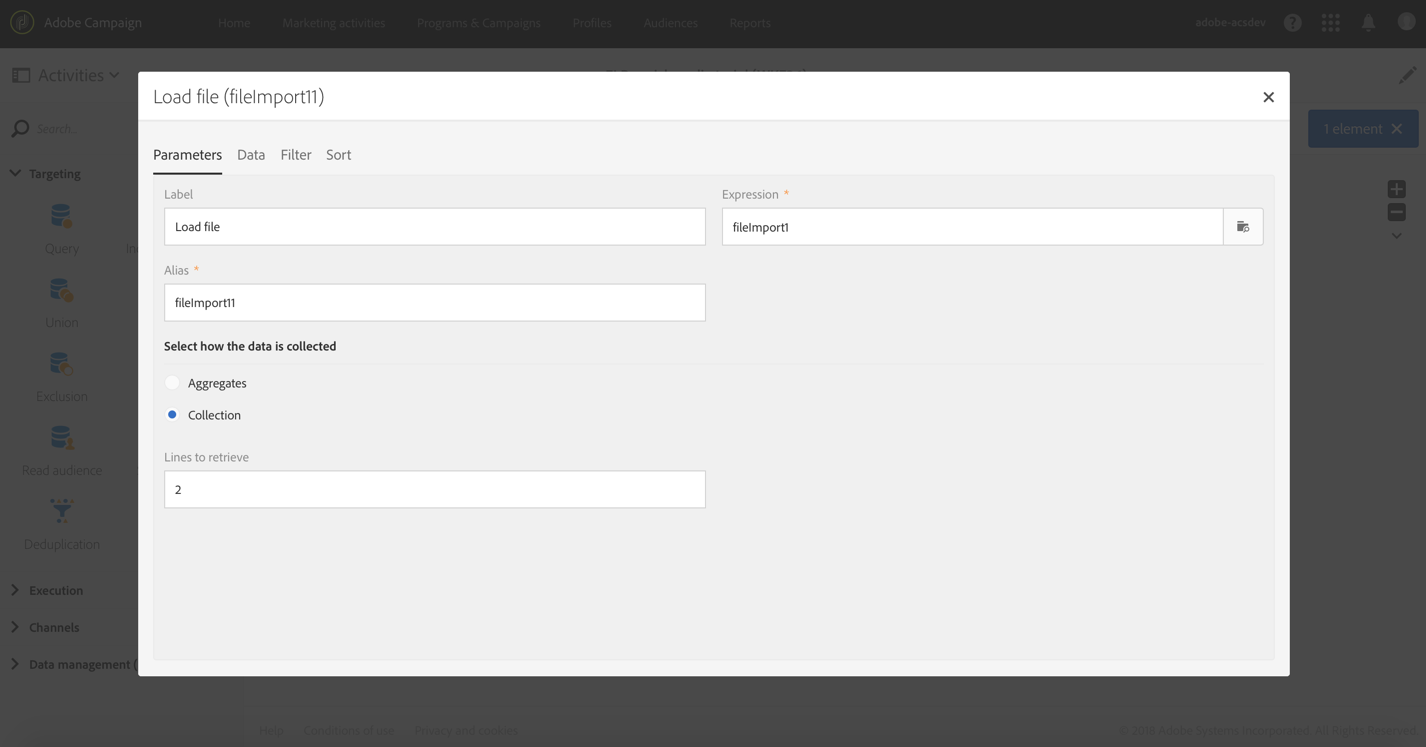 Adobe Campaign Home Marketing activities Programs & Campaigns Profiles Audiences Reports adobe-acsdev
Activities
Load file (fileImport11)
Search...
1 element
Parameters Data Filter Sort
Targeting
Label Expression *
Load file fileImport1
Query
Alias *
fileImport11
Union
Select how the data is collected
Aggregates
Exclusion
Collection
Lines to retrieve
Read audience
2
Deduplication
Execution
Channels
Data management (
Help Conditions of use Privacy and cookies © 2018 Adobe Systems Incorporated. All Rights Reserved.